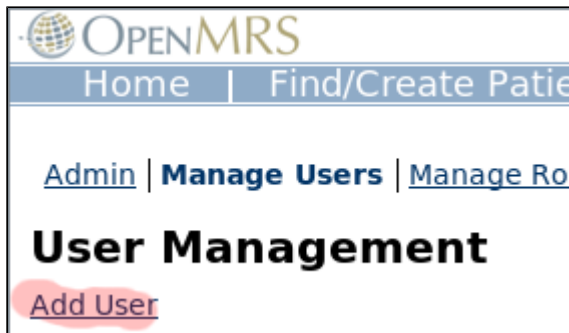 OPENMRS
Home | Find/Create Patie
Admin | Manage Users | Manage Ro
User Management
Add User